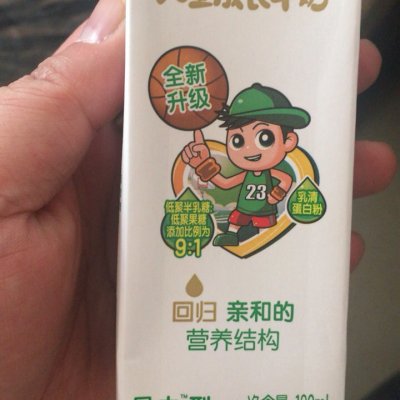 全新
升级
23
低聚半乳糖:
低聚果糖
添加比例为
9:1
乳清
蛋白粉
回归 亲和的
营养结构